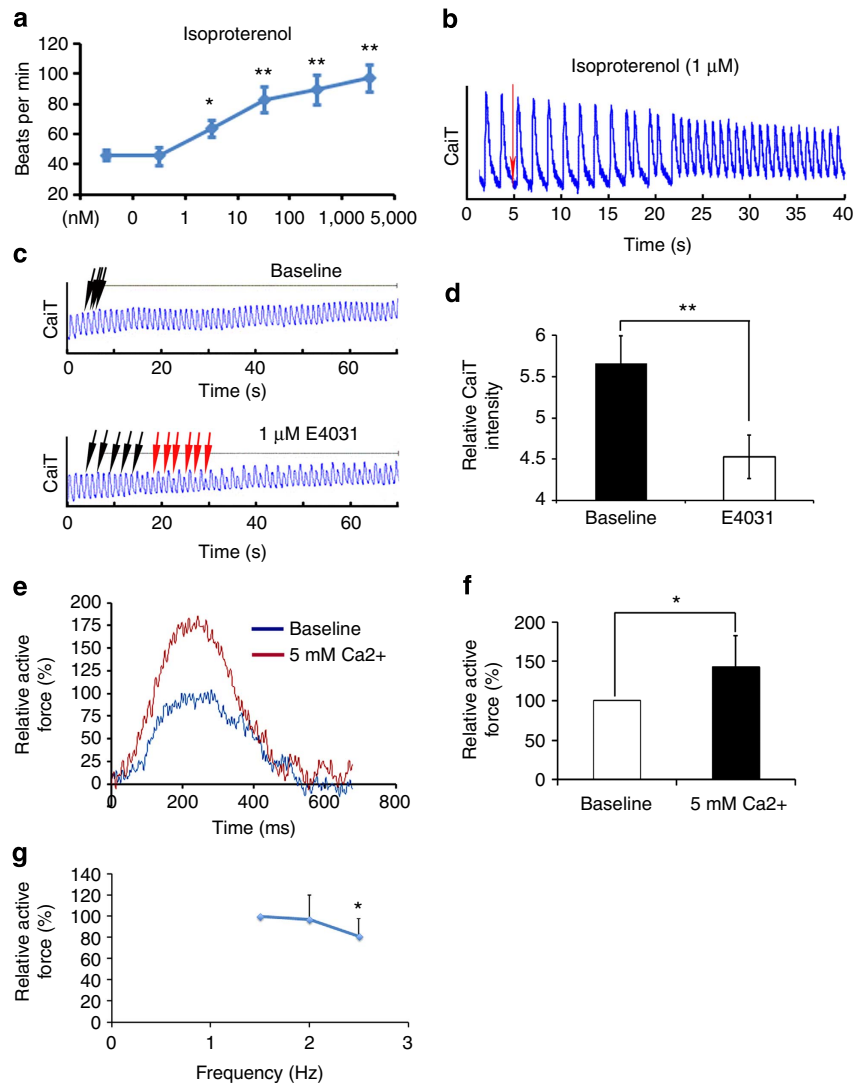 a
Isoproterenol
Beats per min
120
100
80
60
40
20
*
**
**
**
(nM)
0
1
10
100
1,000
5,000
b
Isoproterenol (1 μM)
CaiT
0
5
10
15
20
25
30
35
40
Time (s)
c
Baseline
CaiT
0
20
40
60
Time (s)
1 μM E4031
CaiT
0
20
40
60
Time (s)
d
Relative CaiT
intensity
6
5.5
5
4.5
4
**
Baseline
E4031
e
Relative active
force (%)
200
175
150
125
100
75
50
25
0
Baseline
5 mM Ca2+
0
200
400
600
800
Time (ms)
f
Relative active
force (%)
200
150
100
50
0
*
Baseline
5 mM Ca2+
g
Relative active
force (%)
140
120
100
80
60
40
20
0
*
0
1
2
3
Frequency (Hz)